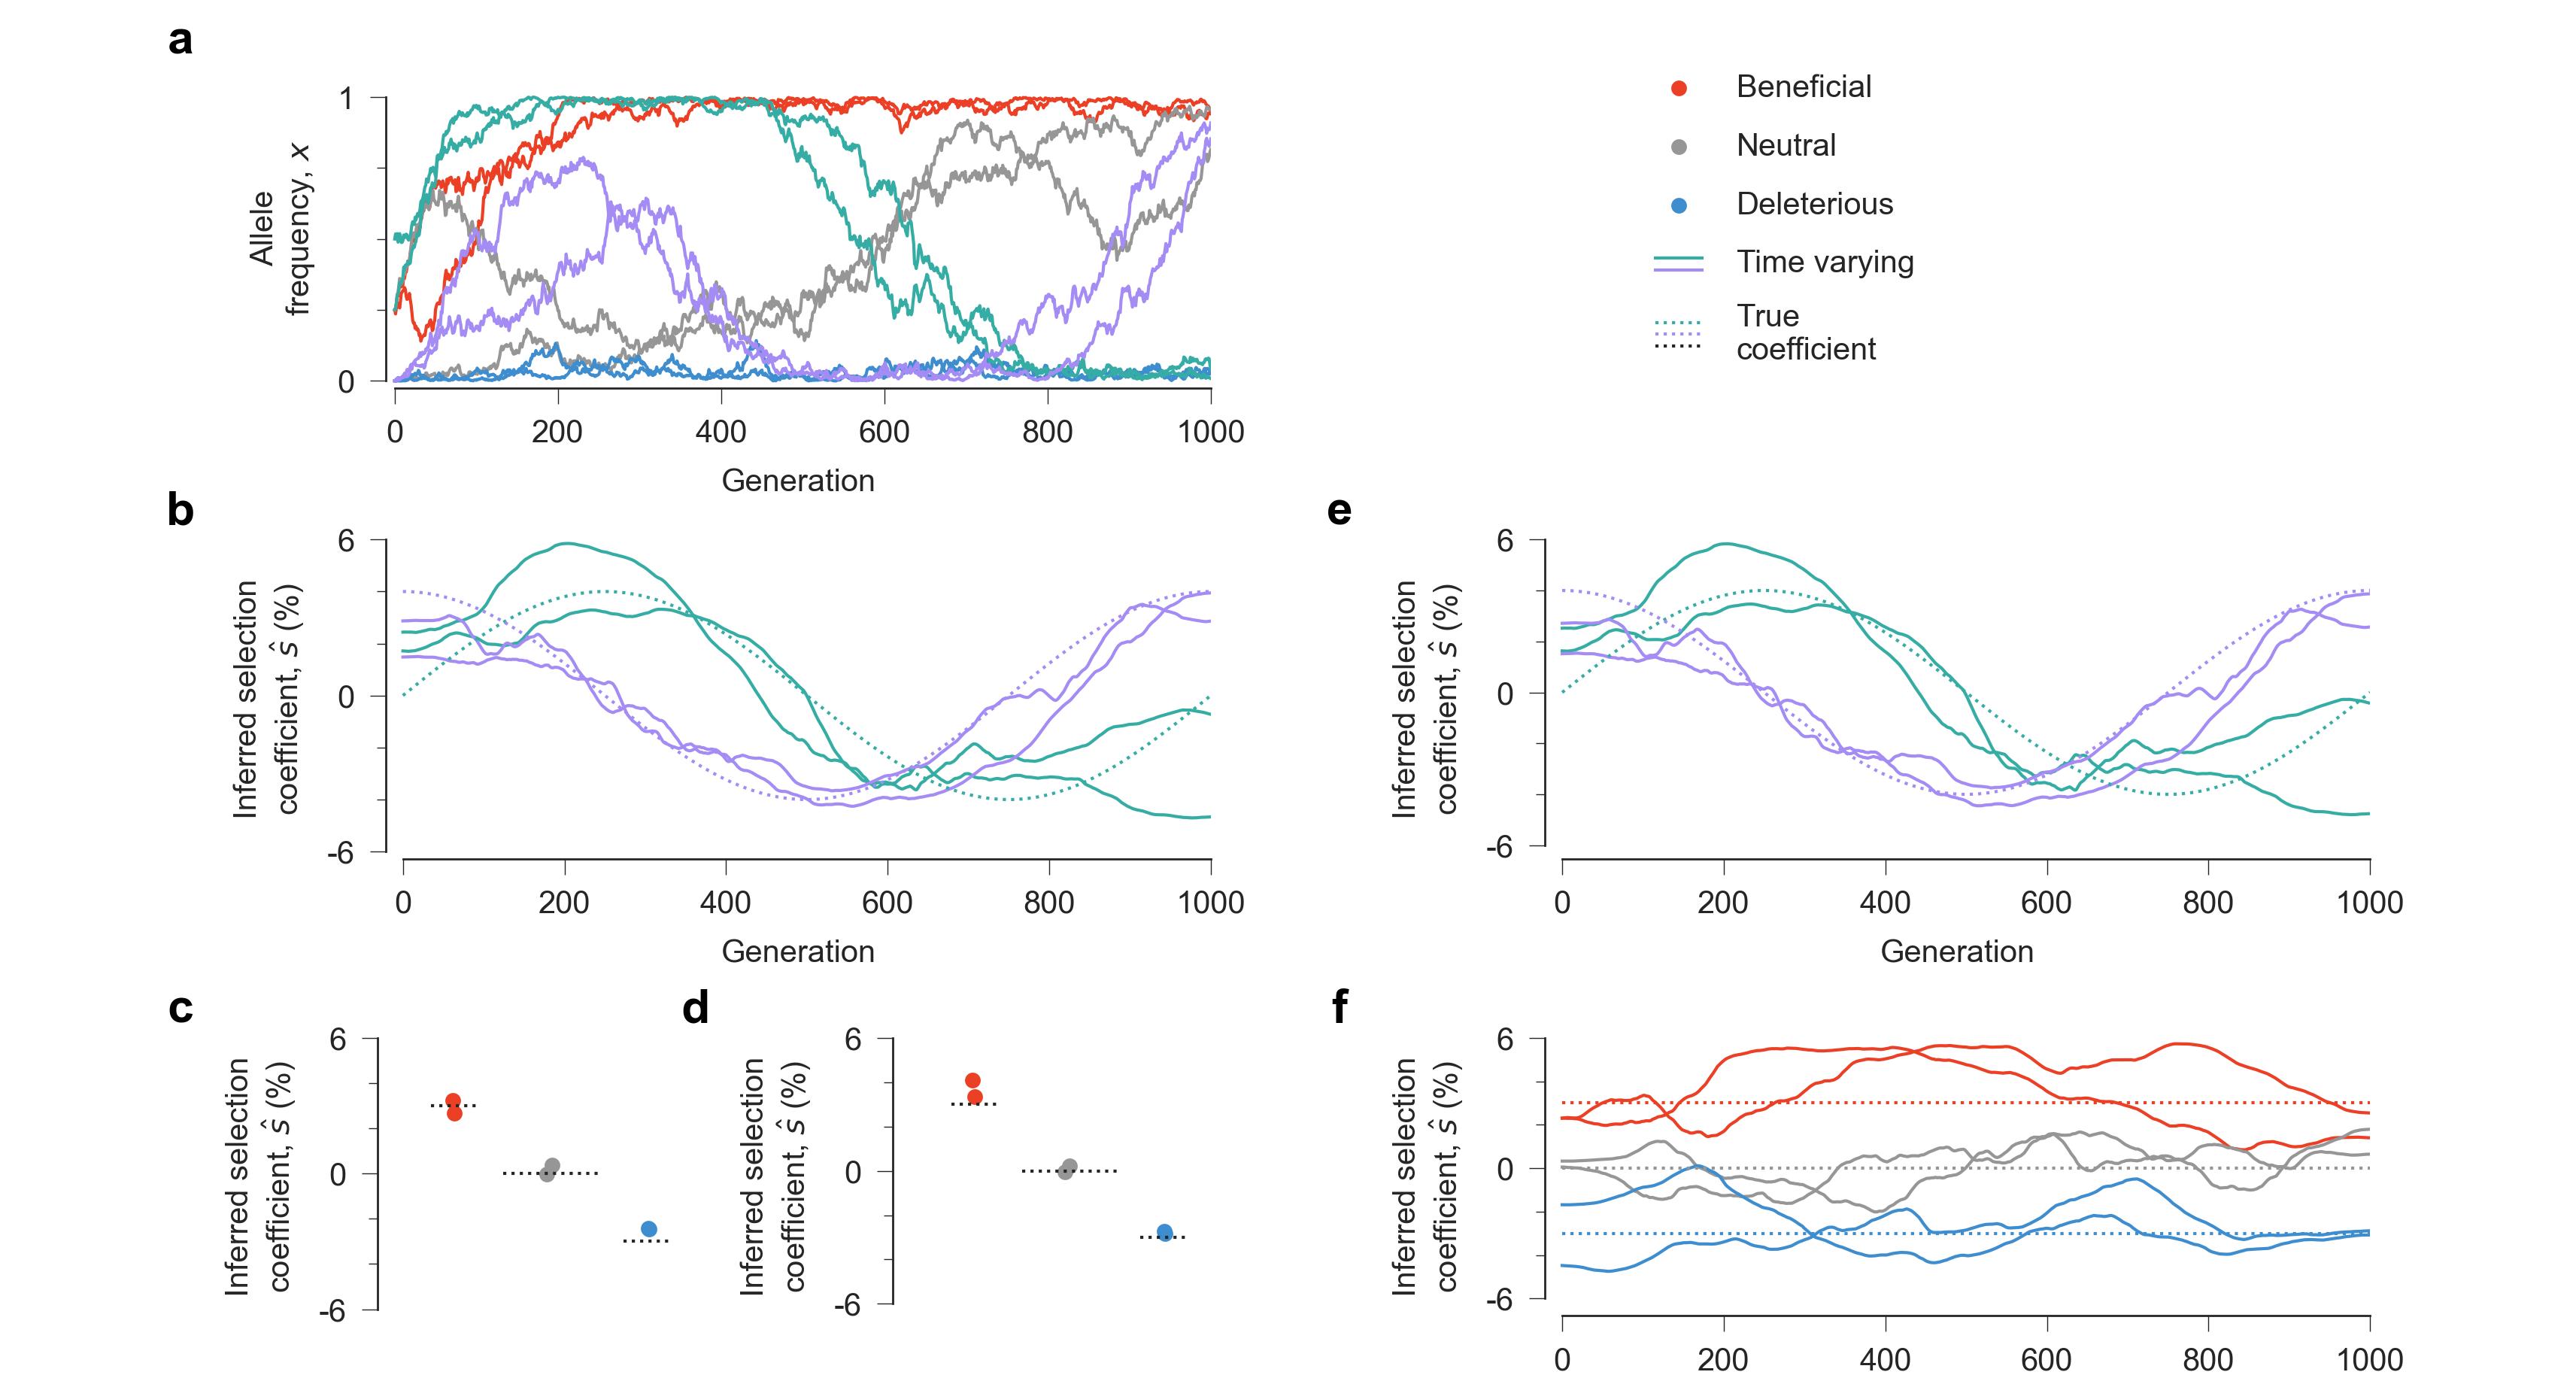 a
1
0
Allele
frequency, x
0 200 400 600 800 1000
Generation
Beneficial
Neutral
Deleterious
Time varying
True
coefficient
b
6
0
-6
Inferred selection
coefficient, ŝ (%)
0 200 400 600 800 1000
Generation
e
6
0
-6
Inferred selection
coefficient, ŝ (%)
0 200 400 600 800 1000
Generation
c
6
0
-6
Inferred selection
coefficient, ŝ (%)
d
6
0
-6
Inferred selection
coefficient, ŝ (%)
f
6
0
-6
Inferred selection
coefficient, ŝ (%)
0 200 400 600 800 1000